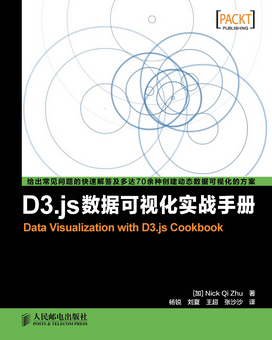 [PACKT]
PUBLISHING
给出常见问题的快速解答及多达70余种创建动态数据可视化的方案
D3.js数据可视化实战手册
Data Visualization with D3.js Cookbook
[加] Nick Qi Zhu 著
杨锐 刘夏 王超 张沙沙 译
人民邮电出版社
POSTS & TELECOM PRESS